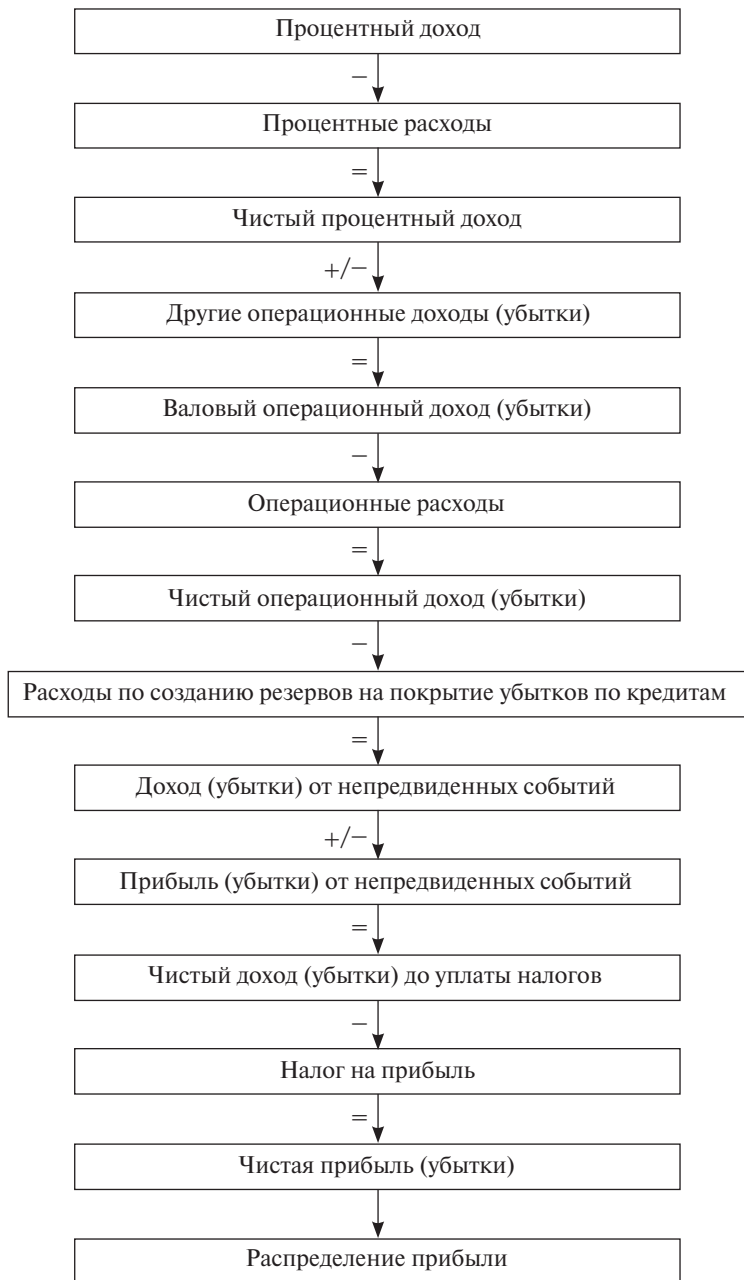 Процентный доход
−
Процентные расходы
=
Чистый процентный доход
+/−
Другие операционные доходы (убытки)
=
Валовый операционный доход (убытки)
−
Операционные расходы
=
Чистый операционный доход (убытки)
−
Расходы по созданию резервов на покрытие убытков по кредитам
=
Доход (убытки) от непредвиденных событий
+/−
Прибыль (убытки) от непредвиденных событий
=
Чистый доход (убытки) до уплаты налогов
−
Налог на прибыль
=
Чистая прибыль (убытки)
Распределение прибыли